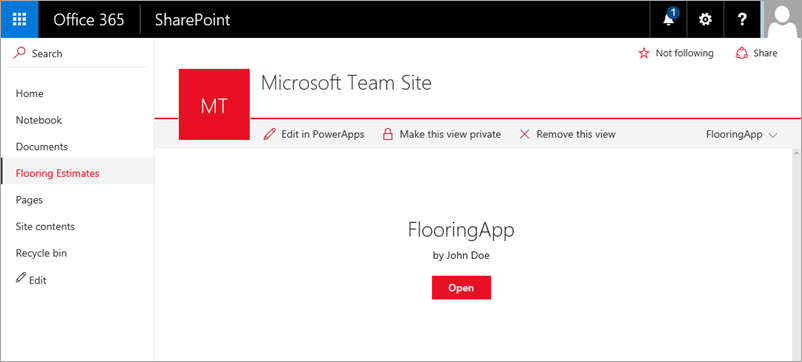 Office 365 SharePoint 1 ?
Search
Not following Share
MT
Microsoft Team Site
Edit in PowerApps Make this view private Remove this view FlooringApp
Home
Notebook
Documents
Flooring Estimates
Pages
Site contents
Recycle bin
Edit
FlooringApp
by John Doe
Open